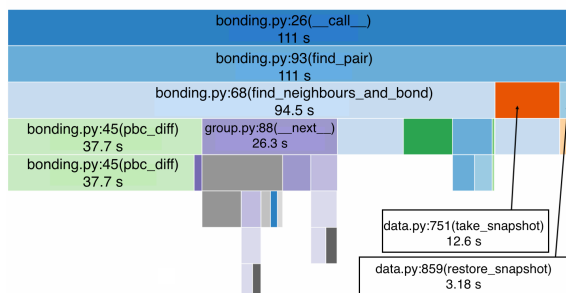 bonding.py:26(__call__)
111 s
bonding.py:93(find_pair)
111 s
bonding.py:68(find_neighbours_and_bond)
94.5 s
bonding.py:45(pbc_diff)
37.7 s
group.py:88(__next__)
26.3 s
bonding.py:45(pbc_diff)
37.7 s
data.py:751(take_snapshot)
12.6 s
data.py:859(restore_snapshot)
3.18 s